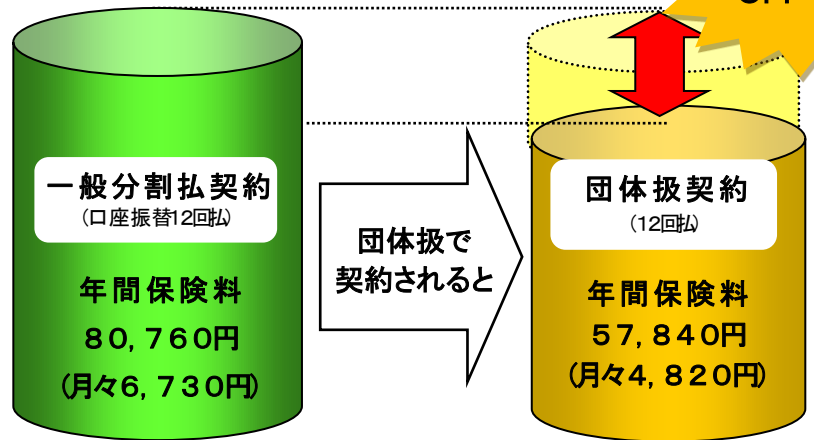 一般分割払契約
(口座振替12回払)
年間保険料
80,760円
(月々6,730円)
団体扱で
契約されると
団体扱契約
(12回払)
年間保険料
57,840円
(月々4,820円)